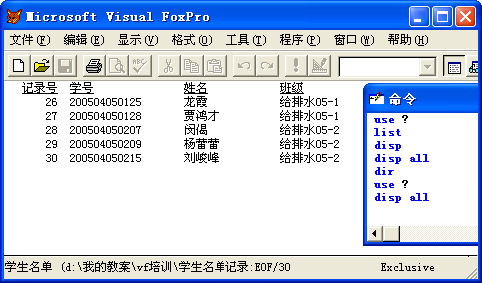 Microsoft Visual FoxPro
文件(F) 编辑(E) 显示(V) 格式(O) 工具(T) 程序(P) 窗口(W) 帮助(H)
记录号 学号 姓名 班级
26 200504050125 龙霞 给排水05-1
27 200504050128 贾鸿才 给排水05-1
28 200504050207 闵偈 给排水05-2
29 200504050209 杨蕾蕾 给排水05-2
30 200504050215 刘峻峰 给排水05-2
命令
use ?
list
disp
disp all
dir
use ?
disp all
学生名单 (d:\我的教案\vf培训\学生名单记录:EOF/30 Exclusive